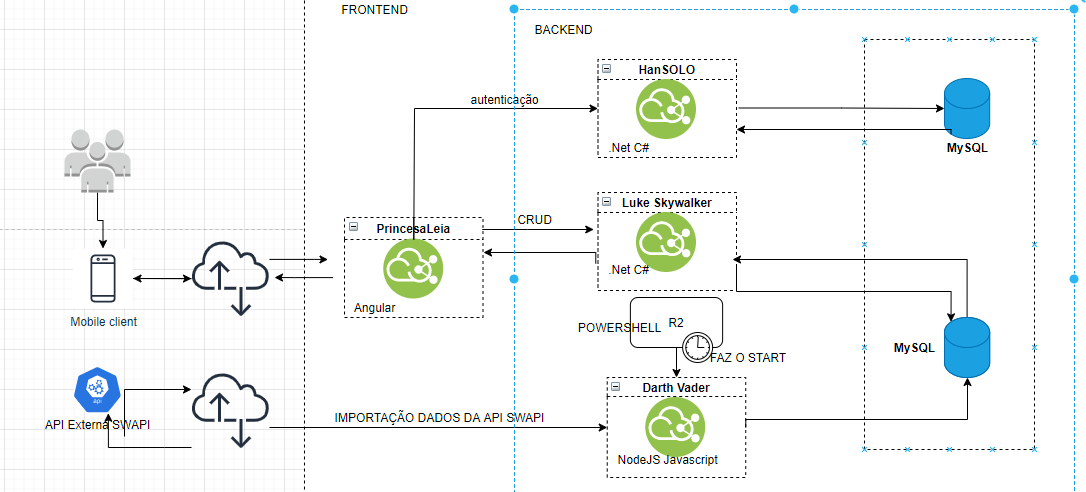 FRONTEND
BACKEND
HanSOLO
autenticação
.Net C#
MySQL
Luke Skywalker
CRUD
PrincesaLeia
.Net C#
Angular
Mobile client
POWERSHELL
R2
FAZ O START
MySQL
Darth Vader
api
API Externa SWAPI
IMPORTAÇÃO DADOS DA API SWAPI
NodeJS Javascript